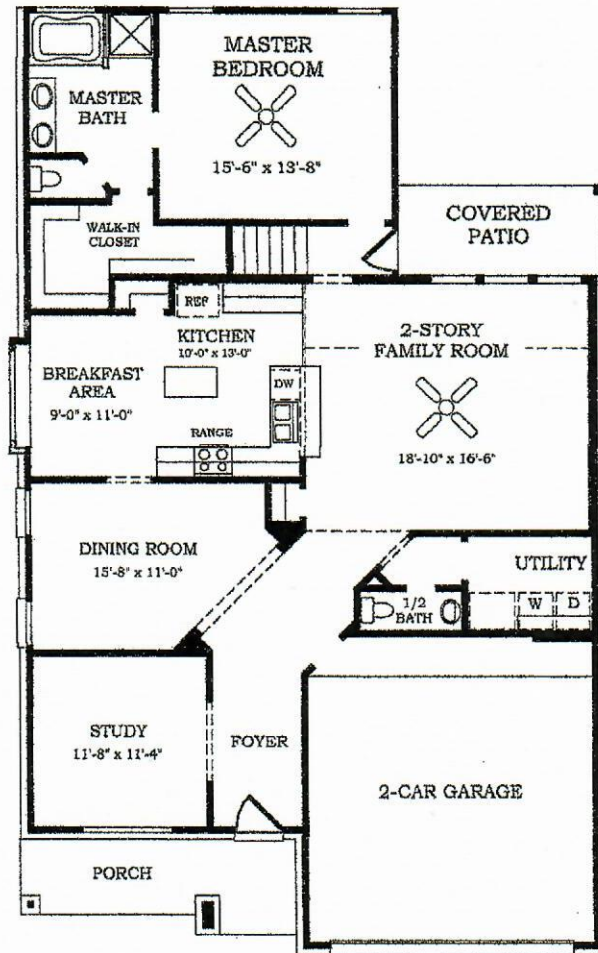 MASTER
BEDROOM
15'-6" x 13'-8"
MASTER
BATH
WALK-IN
CLOSET
COVERED
PATIO
REF
KITCHEN
10'-0" x 13'-0"
BREAKFAST
AREA
9'-0" x 11'-0"
DW
RANGE
2-STORY
FAMILY ROOM
18'-10" x 16'-6"
DINING ROOM
15'-8" x 11'-0"
UTILITY
W
D
1/2
BATH
STUDY
11'-8" x 11'-4"
FOYER
2-CAR GARAGE
PORCH